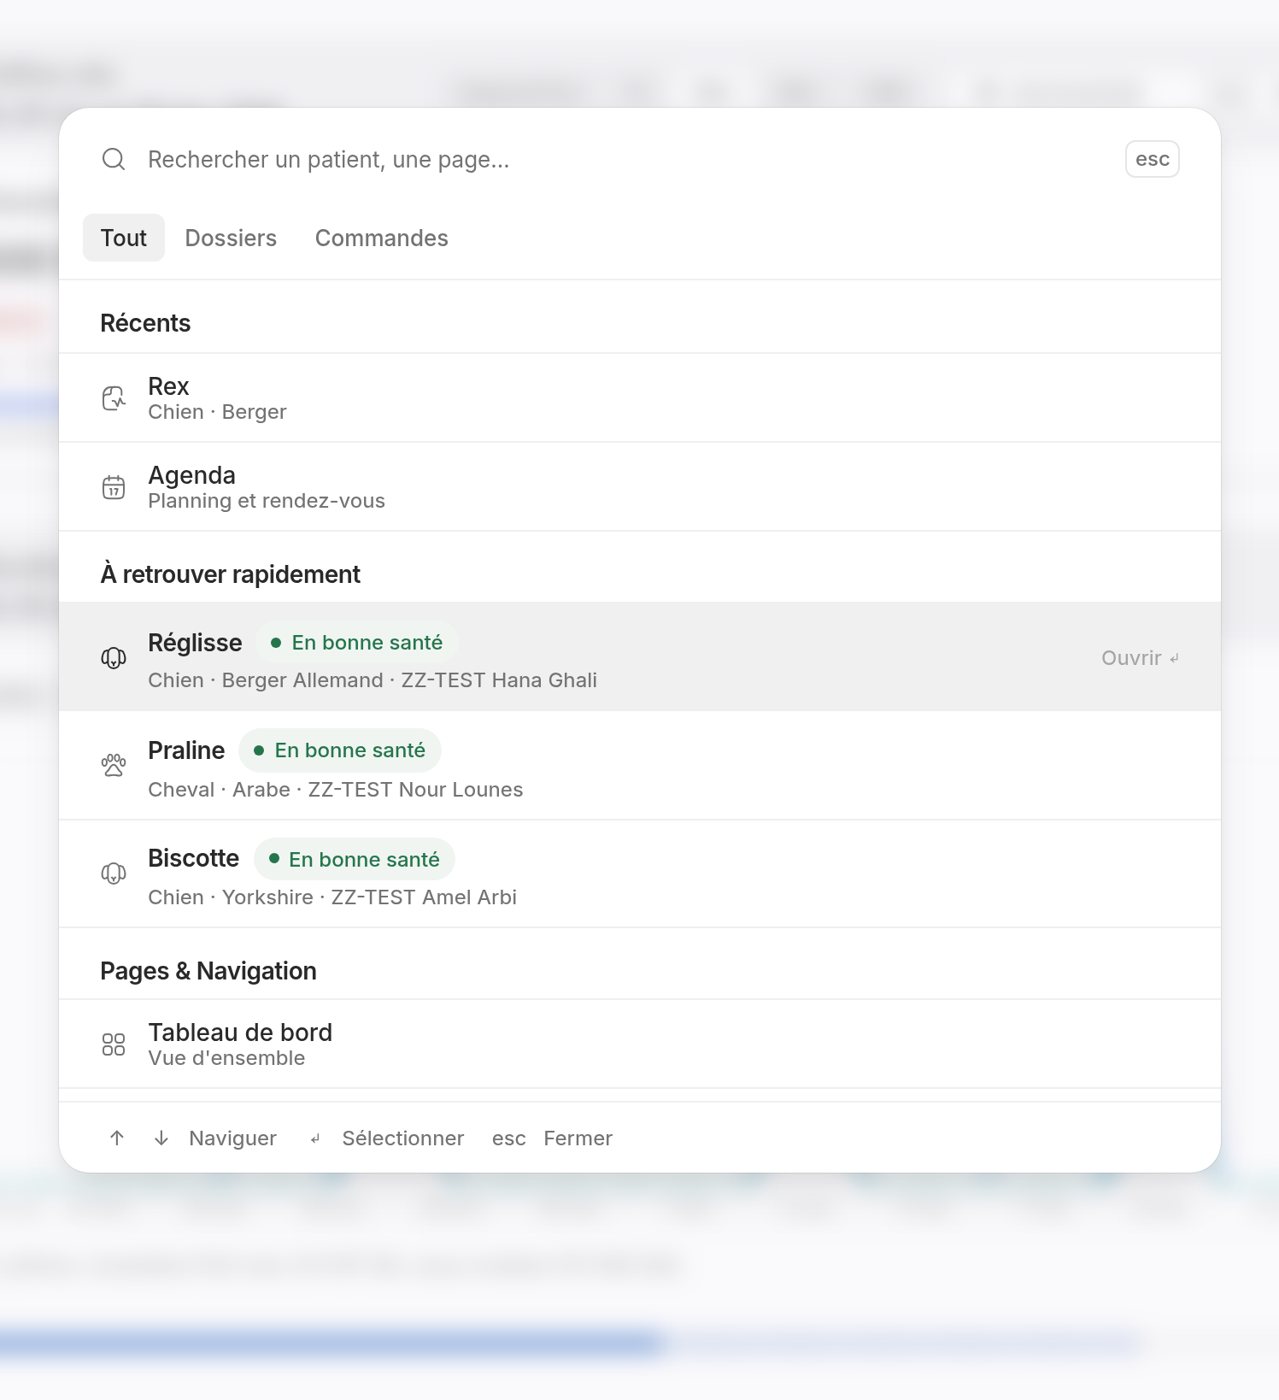 Rechercher un patient, une page...
esc
Tout Dossiers Commandes
Récents
Rex
Chien · Berger
17
Agenda
Planning et rendez-vous
À retrouver rapidement
Réglisse En bonne santé
Chien · Berger Allemand · ZZ-TEST Hana Ghali
Ouvrir ↵
Praline En bonne santé
Cheval · Arabe · ZZ-TEST Nour Lounes
Biscotte En bonne santé
Chien · Yorkshire · ZZ-TEST Amel Arbi
Pages & Navigation
Tableau de bord
Vue d'ensemble
↑ ↓ Naviguer ↵ Sélectionner esc Fermer